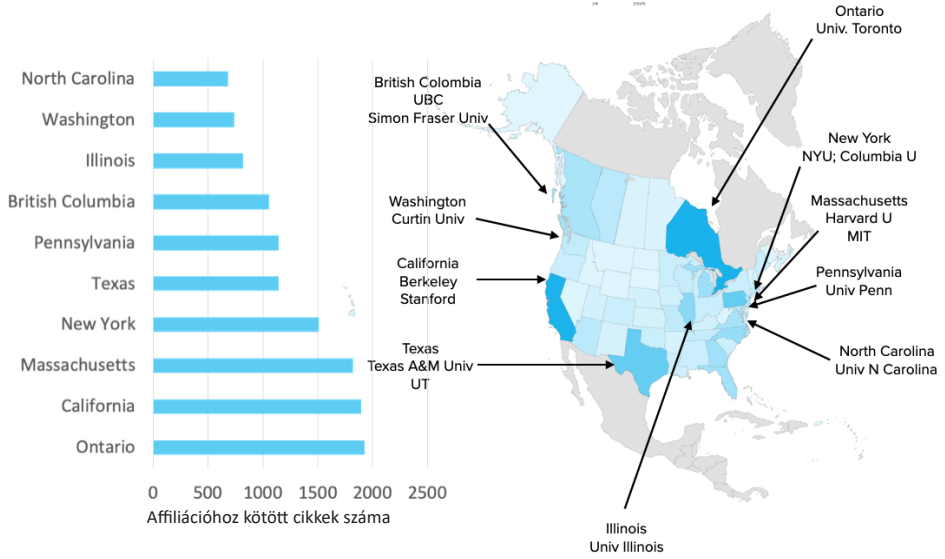 North Carolina
Washington
Illinois
British Columbia
Pennsylvania
Texas
New York
Massachusetts
California
Ontario
0 500 1000 1500 2000 2500
Affiliációhoz kötött cikkek száma
Ontario
Univ. Toronto
British Colombia
UBC
Simon Fraser Univ
New York
NYU; Columbia U
Washington
Curtin Univ
Massachusetts
Harvard U
MIT
California
Berkeley
Stanford
Pennsylvania
Univ Penn
Texas
Texas A&M Univ
UT
North Carolina
Univ N Carolina
Illinois
Univ Illinois